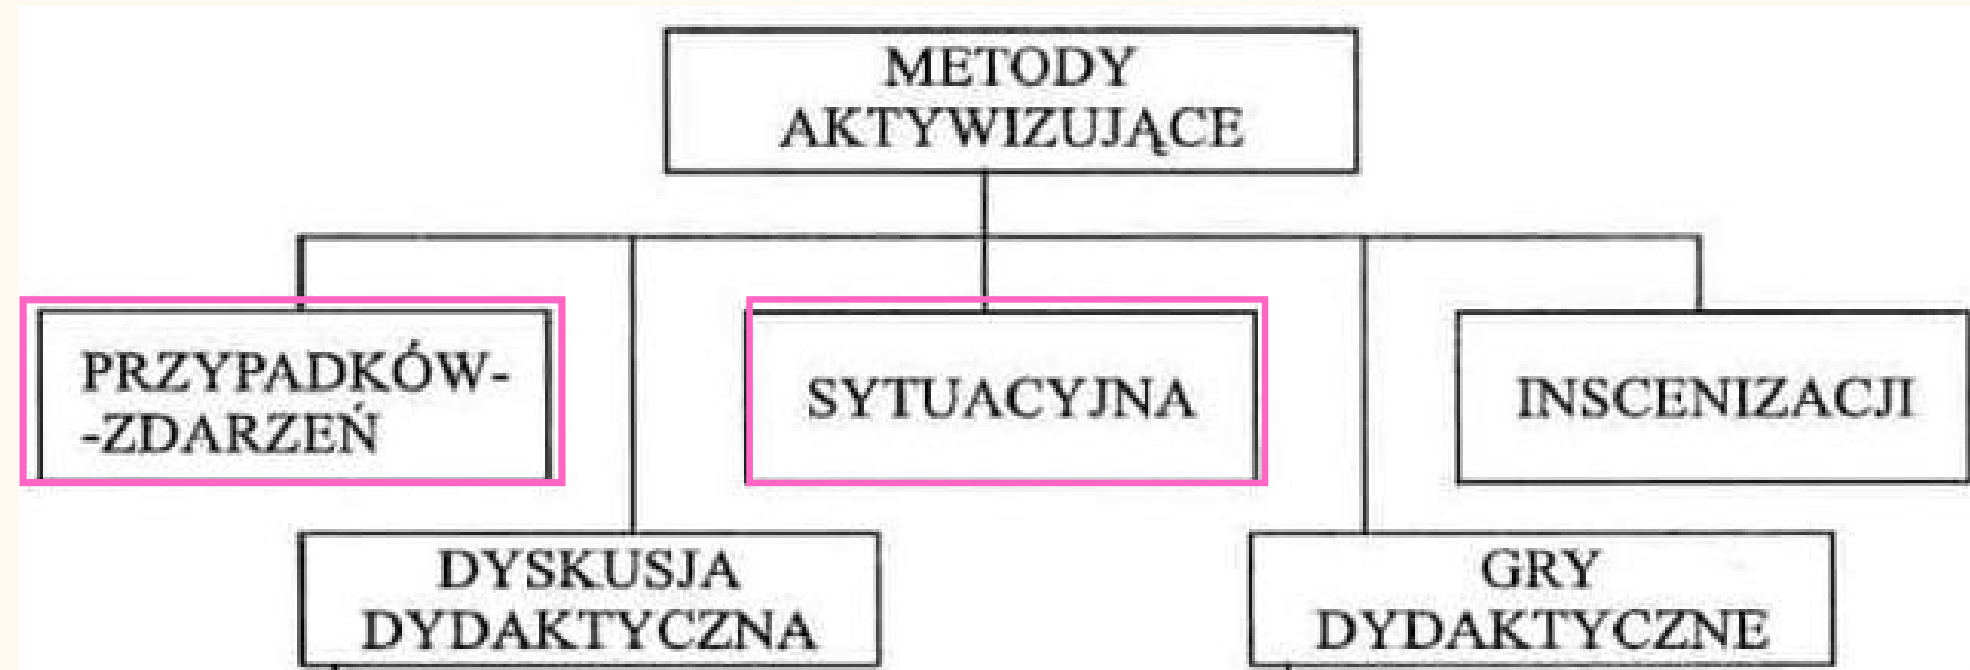 METODY
AKTYWIZUJĄCE
PRZYPADKÓW-
-ZDARZEŃ
SYTUACYJNA
INSCENIZACJI
DYSKUSJA
DYDAKTYCZNA
GRY
DYDAKTYCZNE